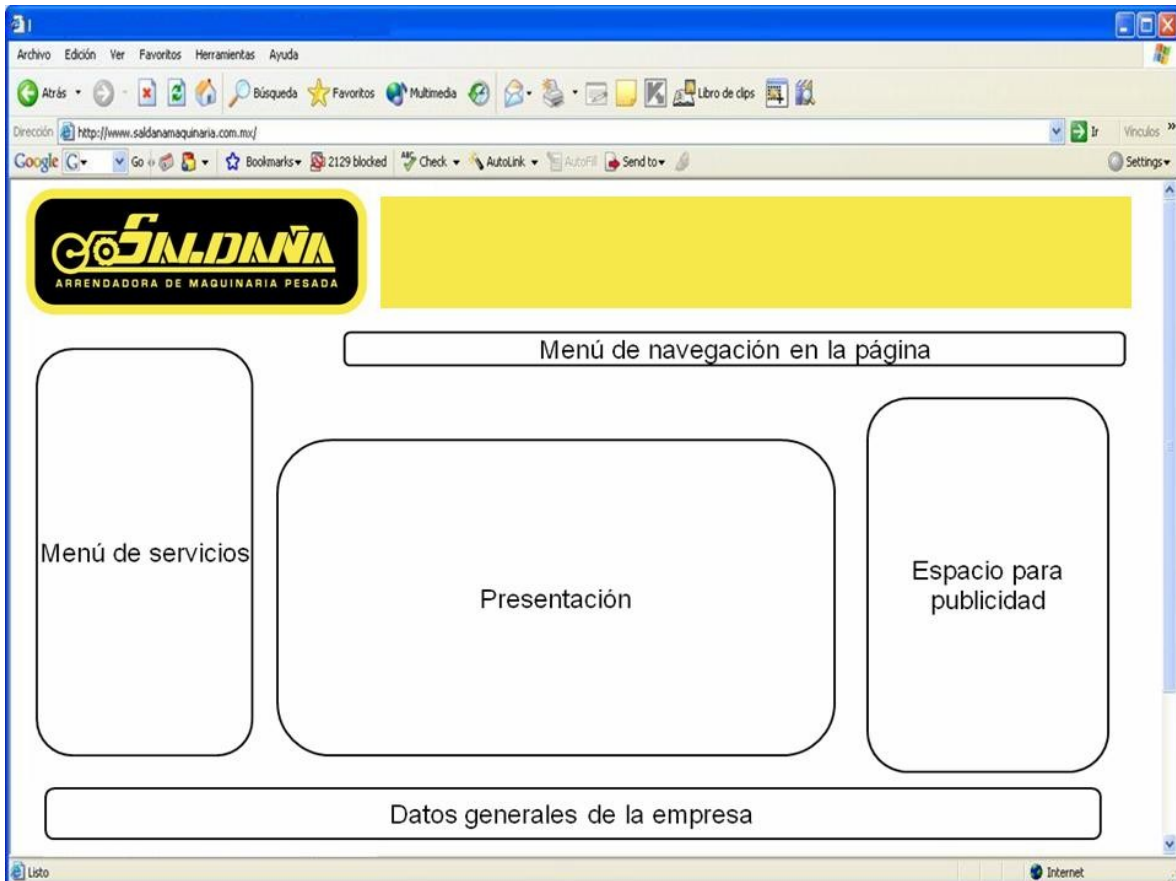 Archivo Edición Ver Favoritos Herramientas Ayuda
Atrás Búsqueda Favoritos Multimedia Libro de clips
Dirección http://www.saldanamaquinaria.com.mx/ Ir Vínculos »
Google G Go Bookmarks 2129 blocked ABC Check AutoLink AutoFill Send to Settings
SALDAÑA
ARRENDADORA DE MAQUINARIA PESADA
Menú de navegación en la página
Menú de servicios
Presentación
Espacio para
publicidad
Datos generales de la empresa
Listo Internet